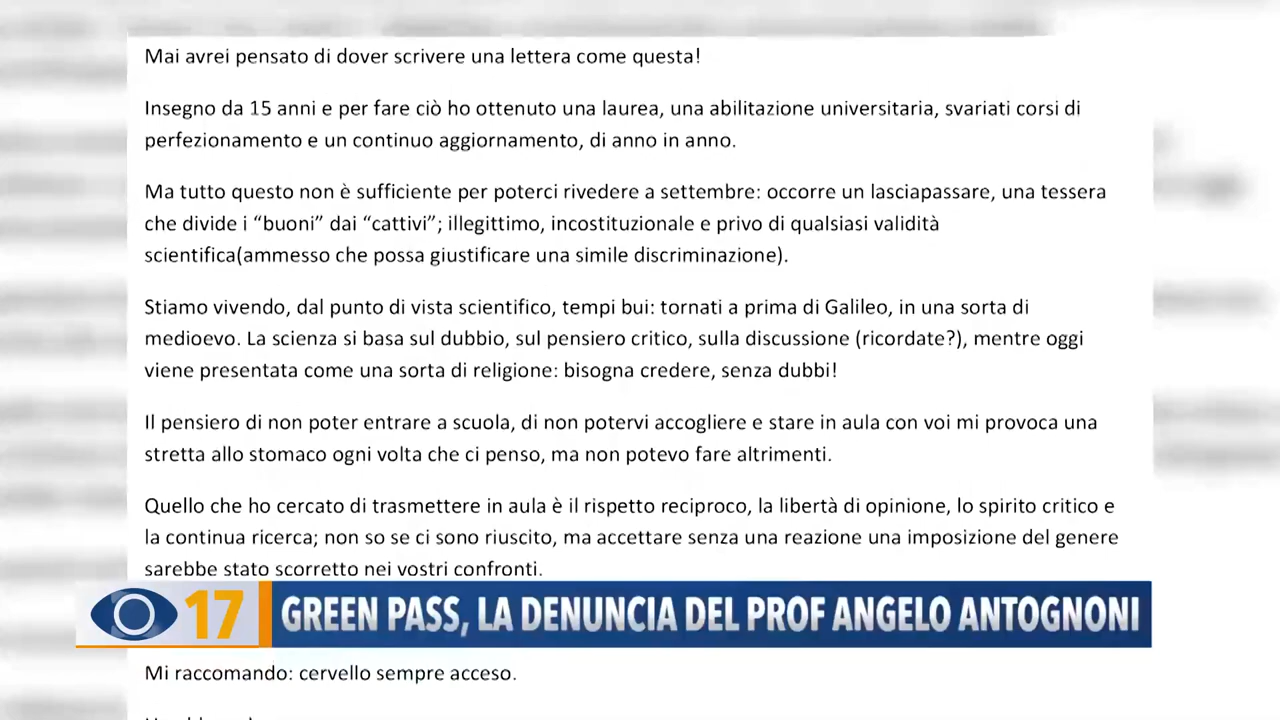 Mai avrei pensato di dover scrivere una lettera come questa!
Insegno da 15 anni e per fare ciò ho ottenuto una laurea, una abilitazione universitaria, svariati corsi di
perfezionamento e un continuo aggiornamento, di anno in anno.
Ma tutto questo non è sufficiente per poterci rivedere a settembre: occorre un lasciapassare, una tessera
che divide i “buoni” dai “cattivi”; illegittimo, incostituzionale e privo di qualsiasi validità
scientifica(ammesso che possa giustificare una simile discriminazione).
Stiamo vivendo, dal punto di vista scientifico, tempi bui: tornati a prima di Galileo, in una sorta di
medioevo. La scienza si basa sul dubbio, sul pensiero critico, sulla discussione (ricordate?), mentre oggi
viene presentata come una sorta di religione: bisogna credere, senza dubbi!
Il pensiero di non poter entrare a scuola, di non potervi accogliere e stare in aula con voi mi provoca una
stretta allo stomaco ogni volta che ci penso, ma non potevo fare altrimenti.
Quello che ho cercato di trasmettere in aula è il rispetto reciproco, la libertà di opinione, lo spirito critico e
la continua ricerca; non so se ci sono riuscito, ma accettare senza una reazione una imposizione del genere
sarebbe stato scorretto nei vostri confronti.
17 GREEN PASS, LA DENUNCIA DEL PROF ANGELO ANTOGNONI
Mi raccomando: cervello sempre acceso.